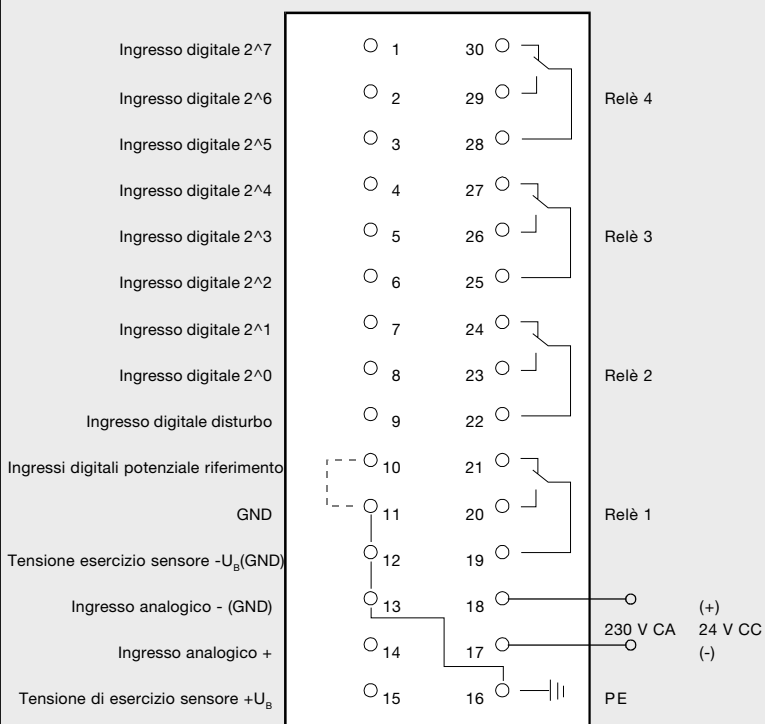 Ingresso digitale 2^7 1 30
Ingresso digitale 2^6 2 29 Relè 4
Ingresso digitale 2^5 3 28
Ingresso digitale 2^4 4 27
Ingresso digitale 2^3 5 26 Relè 3
Ingresso digitale 2^2 6 25
Ingresso digitale 2^1 7 24
Ingresso digitale 2^0 8 23 Relè 2
Ingresso digitale disturbo 9 22
Ingressi digitali potenziale riferimento 10 21
GND 11 20 Relè 1
Tensione esercizio sensore -U_B(GND) 12 19
Ingresso analogico - (GND) 13 18 (+)
230 V CA 24 V CC
Ingresso analogico + 14 17 (-)
Tensione di esercizio sensore +U_B 15 16 PE